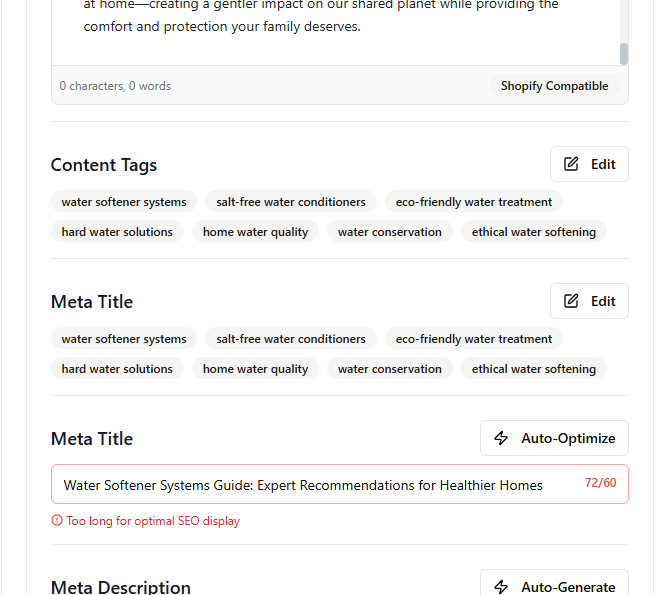 at home—creating a gentler impact on our shared planet while providing the
comfort and protection your family deserves.
0 characters, 0 words
Shopify Compatible
Content Tags
Edit
water softener systems salt-free water conditioners eco-friendly water treatment
hard water solutions home water quality water conservation ethical water softening
Meta Title
Edit
water softener systems salt-free water conditioners eco-friendly water treatment
hard water solutions home water quality water conservation ethical water softening
Meta Title
Auto-Optimize
Water Softener Systems Guide: Expert Recommendations for Healthier Homes 72/60
Too long for optimal SEO display
Meta Description
Auto-Generate